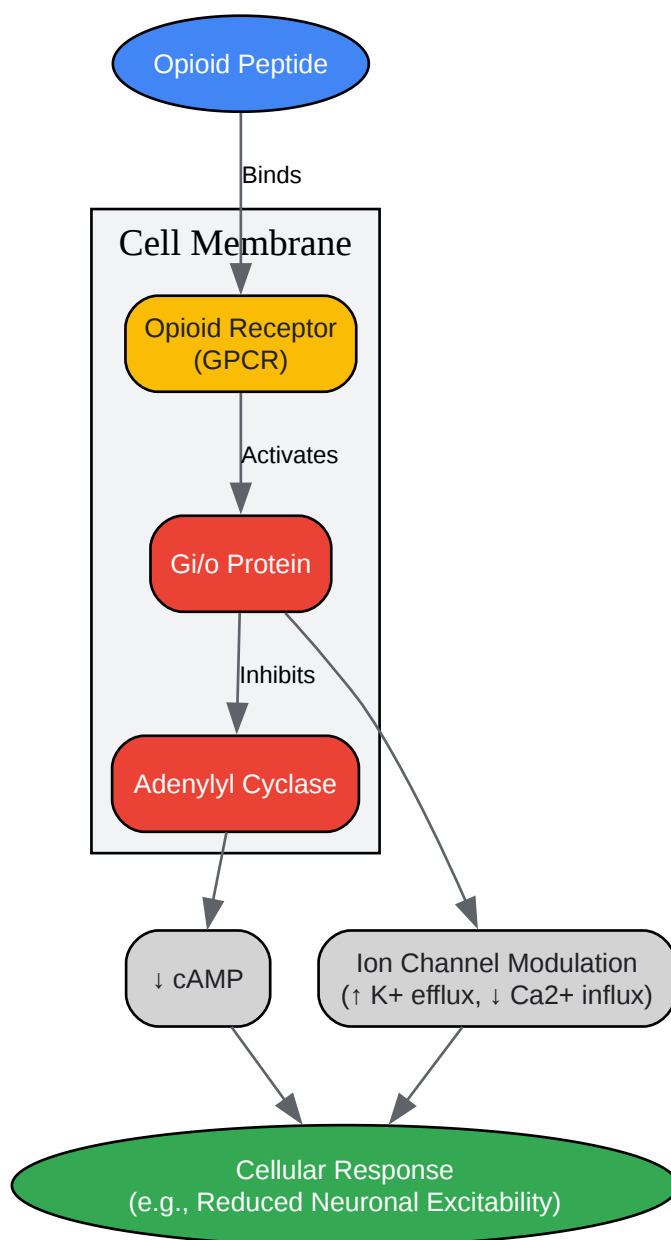 Opioid Peptide
Binds
Cell Membrane
Opioid Receptor
(GPCR)
Activates
Gi/o Protein
Inhibits
Adenylyl Cyclase
↓ cAMP
Ion Channel Modulation
(↑ K+ efflux, ↓ Ca2+ influx)
Cellular Response
(e.g., Reduced Neuronal Excitability)